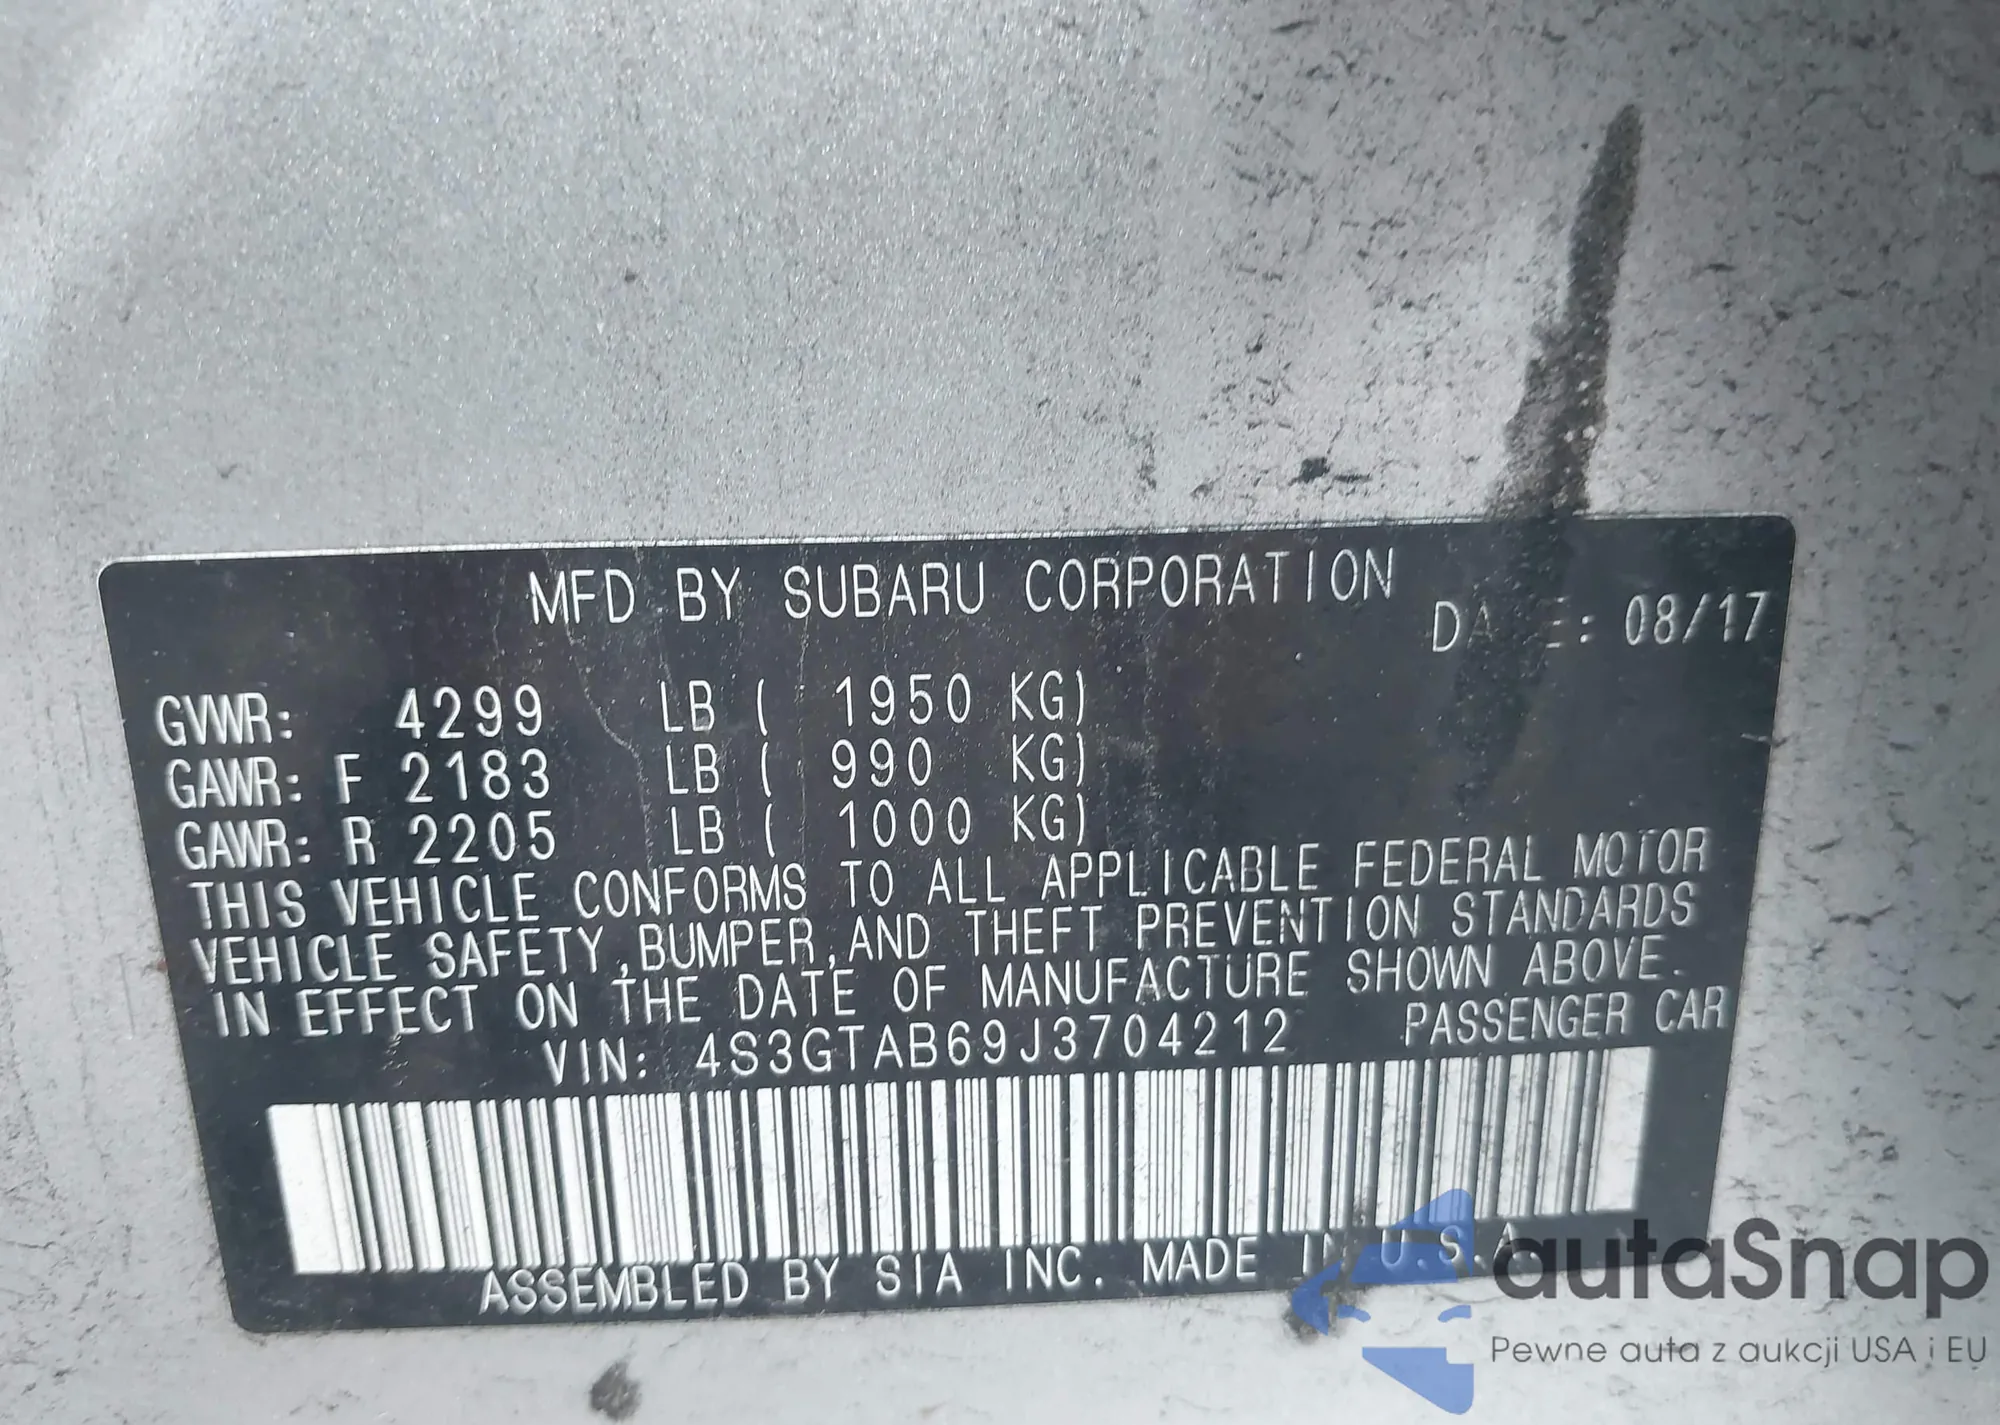 MFD BY SUBARU CORPORATION
DATE: 08/17
GVWR: 4299 LB ( 1950 KG)
GAWR: F 2183 LB ( 990 KG)
GAWR: R 2205 LB ( 1000 KG)
THIS VEHICLE CONFORMS TO ALL APPLICABLE FEDERAL MOTOR
VEHICLE SAFETY, BUMPER, AND THEFT PREVENTION STANDARDS
IN EFFECT ON THE DATE OF MANUFACTURE SHOWN ABOVE.
VIN: 4S3GTAB69J3704212 PASSENGER CAR
ASSEMBLED BY SIA INC. MADE IN U.S.A
autaSnap
Pewne auta z aukcji USA i EU